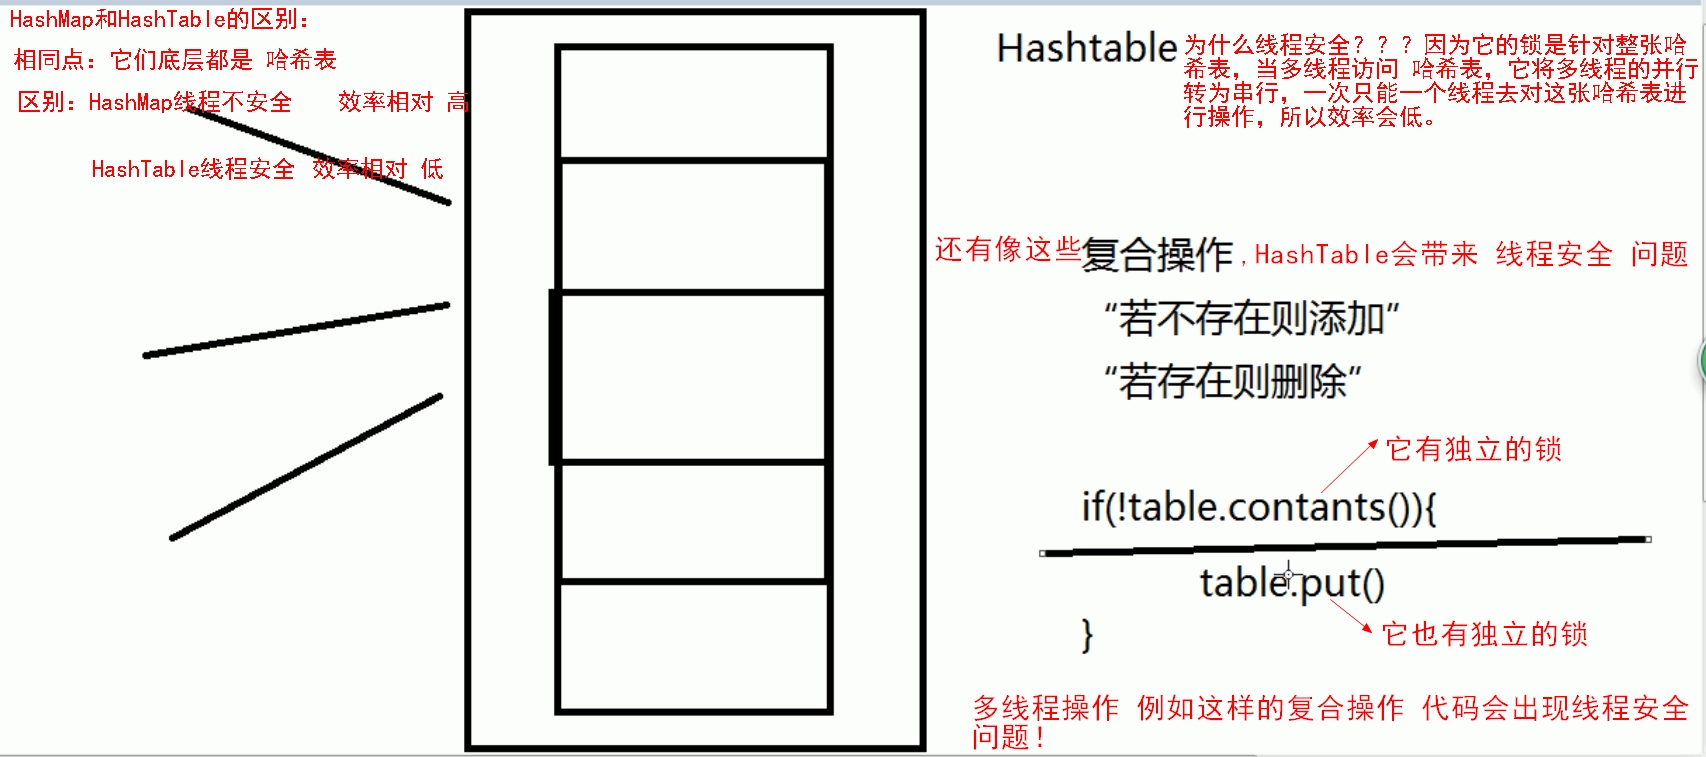 HashMap和HashTable的区别：
相同点：它们底层都是 哈希表
区别：HashMap线程不安全 效率相对 高
HashTable线程安全 效率相对 低
Hashtable
为什么线程安全？？？因为它的锁是针对整张哈
希表，当多线程访问 哈希表，它将多线程的并行
转为串行，一次只能一个线程去对这张哈希表进
行操作，所以效率会低。
还有像这些复合操作,HashTable会带来 线程安全 问题
“若不存在则添加”
“若存在则删除”
它有独立的锁
if(!table.contants()){
table.put()
它也有独立的锁
}
多线程操作 例如这样的复合操作 代码会出现线程安全
问题！